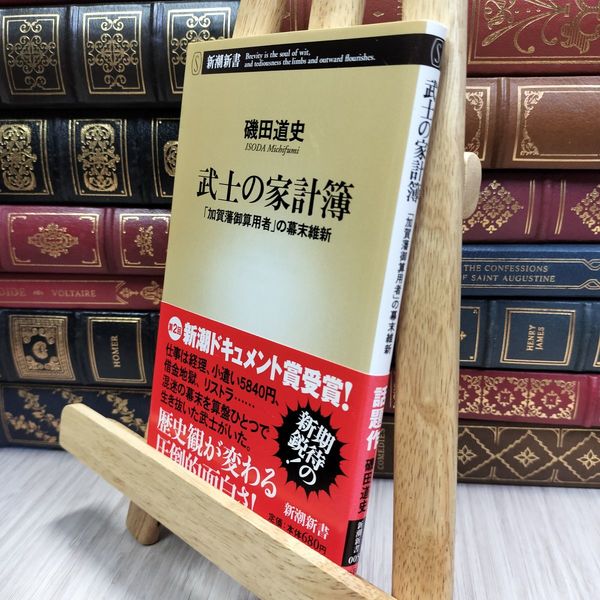 新潮新書
Brevity is the soul of wit,
and tediousness the limbs and outward flourishes.
磯田道史
ISODA Michifumi
武士の家計簿
「加賀藩御算用者」の幕末維新
第2回 新潮ドキュメント賞受賞!
仕事は経理、小遣い5840円、
借金地獄、リストラ……
混迷の幕末を算盤ひとつで
生き抜いた武士がいた。
歴史観が変わる
圧倒的面白さ!
期待の
新鋭!
新潮新書
定価:本体680円
武士の家計簿
「加賀藩御算用者」の幕末維新
話題作
磯田道史
新潮新書
VOLTAIRE
HOMER
THE CONFESSIONS
OF SAINT AUGUSTINE
HENRY
JAMES